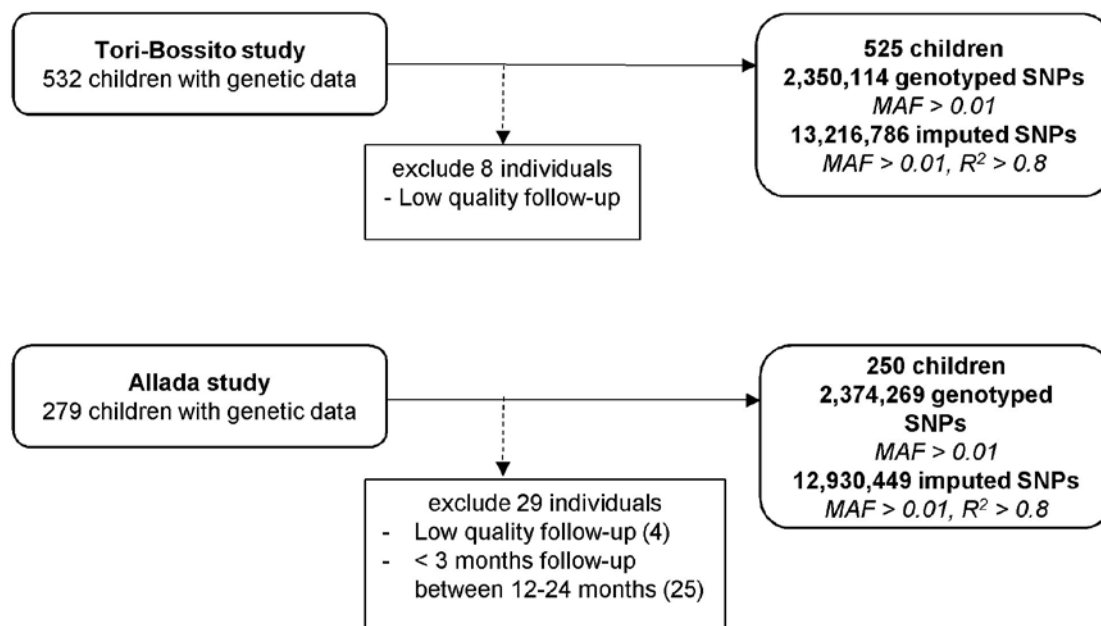 Tori-Bossito study
532 children with genetic data
525 children
2,350,114 genotyped SNPs
MAF > 0.01
13,216,786 imputed SNPs
MAF > 0.01, R² > 0.8
exclude 8 individuals
- Low quality follow-up
Allada study
279 children with genetic data
250 children
2,374,269 genotyped
SNPs
MAF > 0.01
12,930,449 imputed SNPs
MAF > 0.01, R² > 0.8
exclude 29 individuals
- Low quality follow-up (4)
- < 3 months follow-up
between 12-24 months (25)